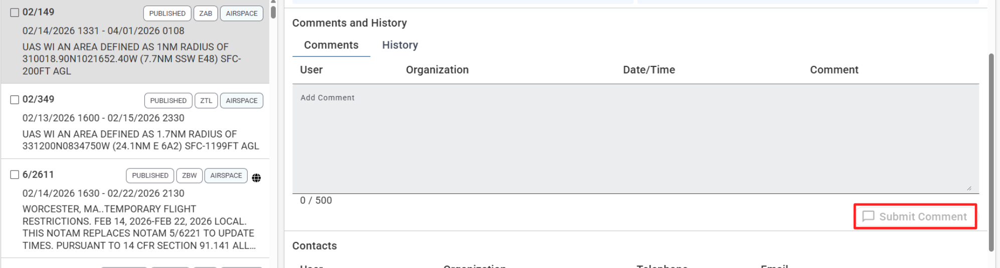 02/149 PUBLISHED ZAB AIRSPACE
02/14/2026 1331 - 04/01/2026 0108
UAS WI AN AREA DEFINED AS 1NM RADIUS OF
310018.90N1021652.40W (7.7NM SSW E48) SFC-
200FT AGL
02/349 PUBLISHED ZTL AIRSPACE
02/13/2026 1600 - 02/15/2026 2330
UAS WI AN AREA DEFINED AS 1.7NM RADIUS OF
331200N0834750W (24.1NM E 6A2) SFC-1199FT AGL
6/2611 PUBLISHED ZBW AIRSPACE
02/14/2026 1630 - 02/22/2026 2130
WORCESTER, MA..TEMPORARY FLIGHT
RESTRICTIONS. FEB 14, 2026-FEB 22, 2026 LOCAL.
THIS NOTAM REPLACES NOTAM 5/6221 TO UPDATE
TIMES. PURSUANT TO 14 CFR SECTION 91.141 ALL...
Comments and History
Comments History
User Organization Date/Time Comment
Add Comment
0 / 500
Submit Comment
Contacts
User Organization Telephone Email